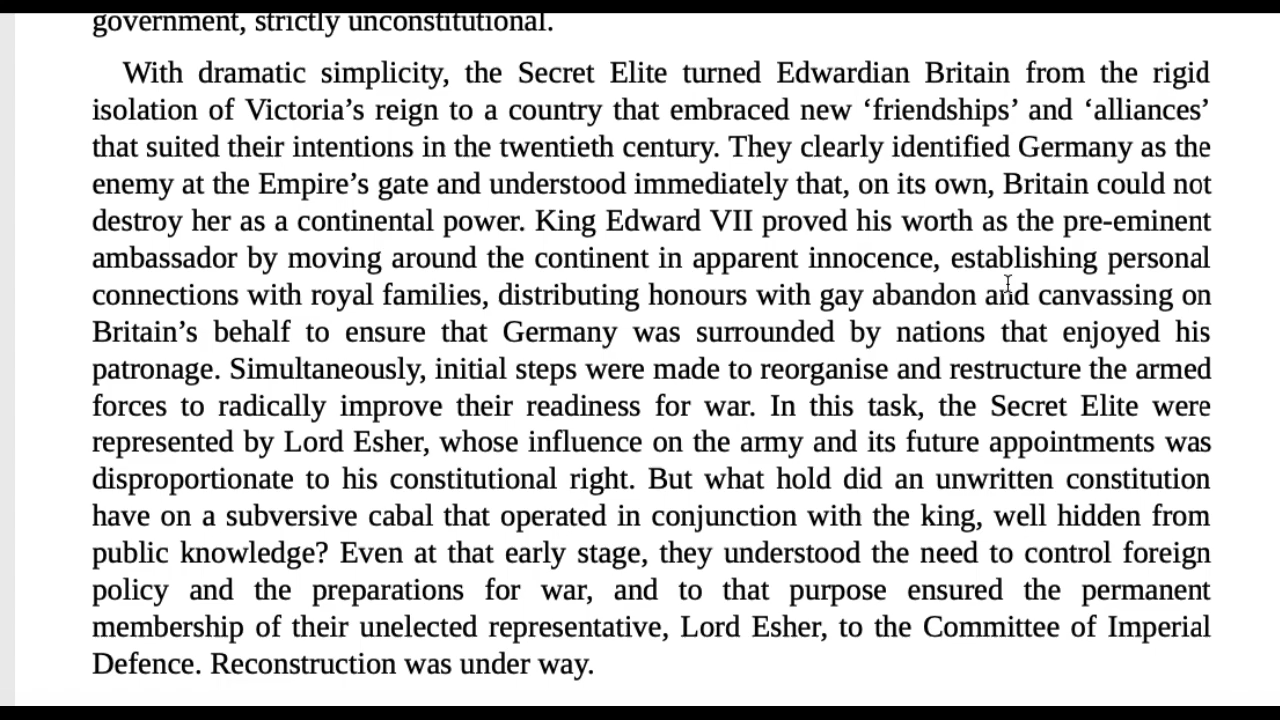 government, strictly unconstitutional.
With dramatic simplicity, the Secret Elite turned Edwardian Britain from the rigid
isolation of Victoria’s reign to a country that embraced new ‘friendships’ and ‘alliances’
that suited their intentions in the twentieth century. They clearly identified Germany as the
enemy at the Empire’s gate and understood immediately that, on its own, Britain could not
destroy her as a continental power. King Edward VII proved his worth as the pre-eminent
ambassador by moving around the continent in apparent innocence, establishing personal
connections with royal families, distributing honours with gay abandon and canvassing on
Britain’s behalf to ensure that Germany was surrounded by nations that enjoyed his
patronage. Simultaneously, initial steps were made to reorganise and restructure the armed
forces to radically improve their readiness for war. In this task, the Secret Elite were
represented by Lord Esher, whose influence on the army and its future appointments was
disproportionate to his constitutional right. But what hold did an unwritten constitution
have on a subversive cabal that operated in conjunction with the king, well hidden from
public knowledge? Even at that early stage, they understood the need to control foreign
policy and the preparations for war, and to that purpose ensured the permanent
membership of their unelected representative, Lord Esher, to the Committee of Imperial
Defence. Reconstruction was under way.